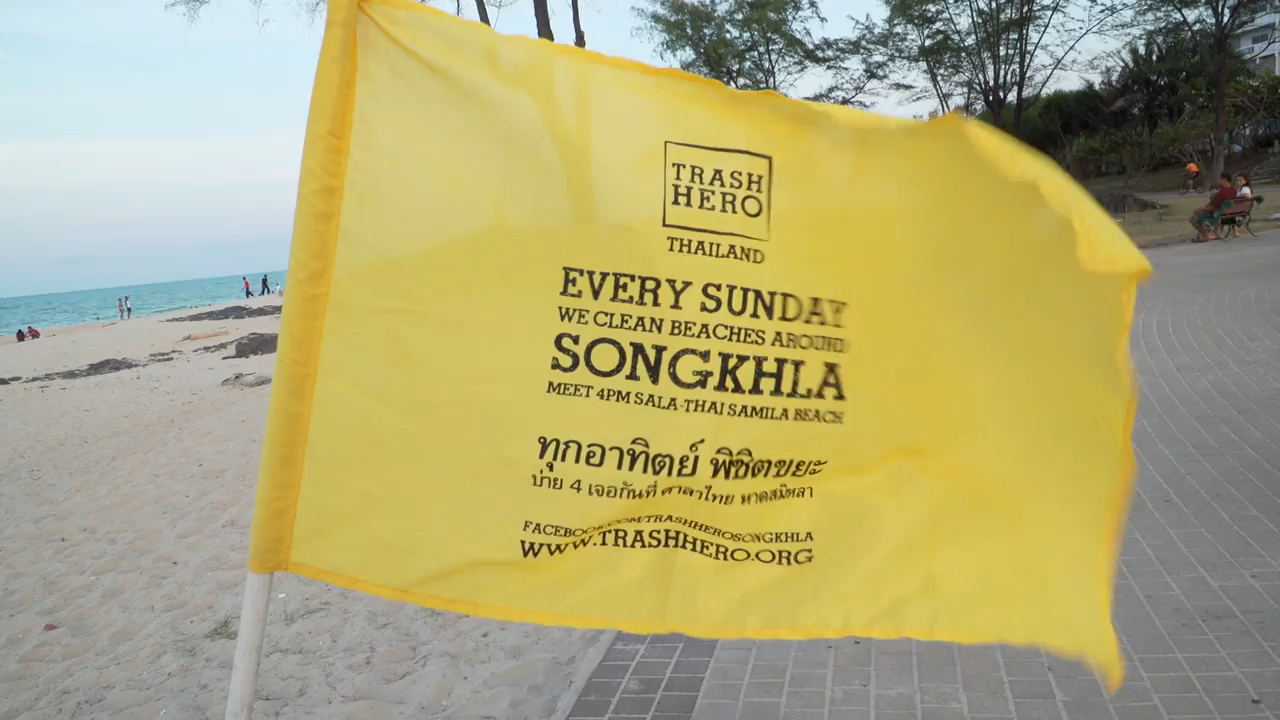 TRASH
HERO
THAILAND
EVERY SUNDAY
WE CLEAN BEACHES AROUND
SONGKHLA
MEET 4PM SALA-THAI SAMILA BEACH
ทุกอาทิตย์ พิชิตขยะ
บ่าย 4 เจอกันที่ ศาลาไทย หาดสมิหลา
FACEBOOK.COM/TRASHHEROSONGKHLA
WWW.TRASHHERO.ORG